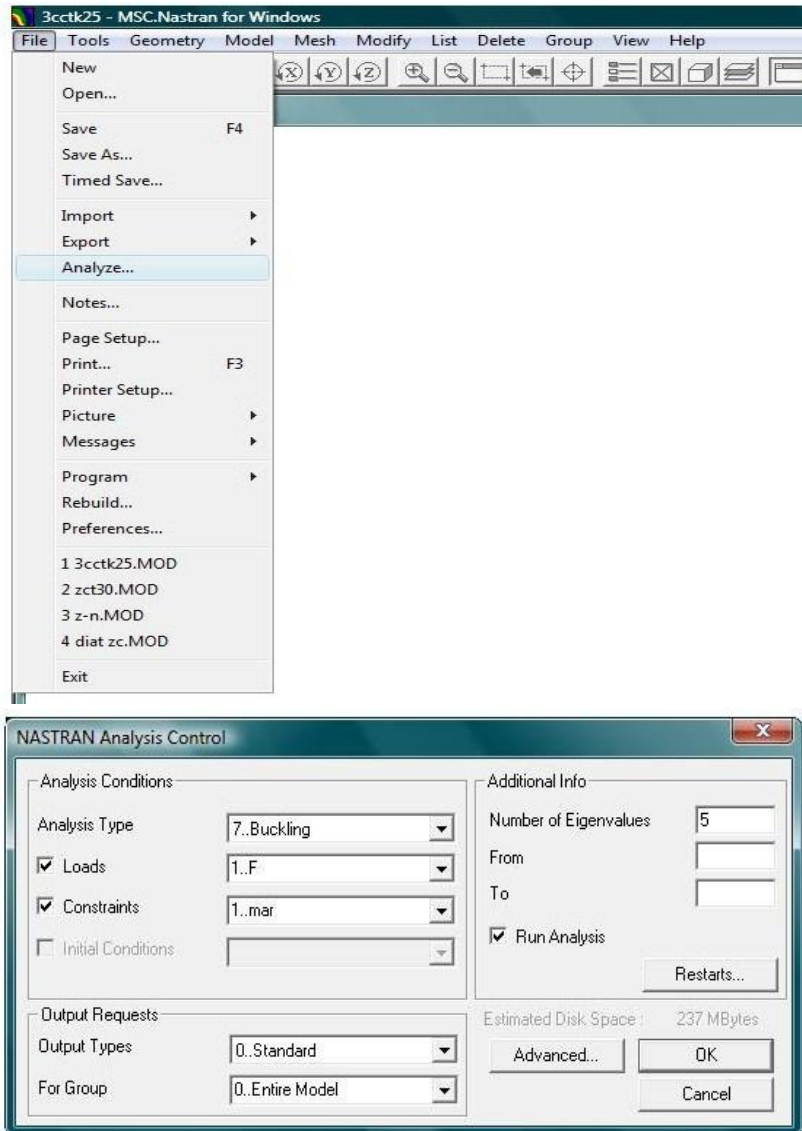 3cctk25 - MSC.Nastran for Windows
File Tools Geometry Model Mesh Modify List Delete Group View Help
X Y Z
New
Open...
Save F4
Save As...
Timed Save...
Import
Export
Analyze...
Notes...
Page Setup...
Print... F3
Printer Setup...
Picture
Messages
Program
Rebuild...
Preferences...
1 3cctk25.MOD
2 zct30.MOD
3 z-n.MOD
4 diat zc.MOD
Exit
NASTRAN Analysis Control
Analysis Conditions
Analysis Type 7..Buckling
Loads 1..F
Constraints 1..mar
Initial Conditions
Output Requests
Output Types 0..Standard
For Group 0..Entire Model
Additional Info
Number of Eigenvalues 5
From
To
Run Analysis
Restarts...
Estimated Disk Space : 237 MBytes
Advanced... OK
Cancel